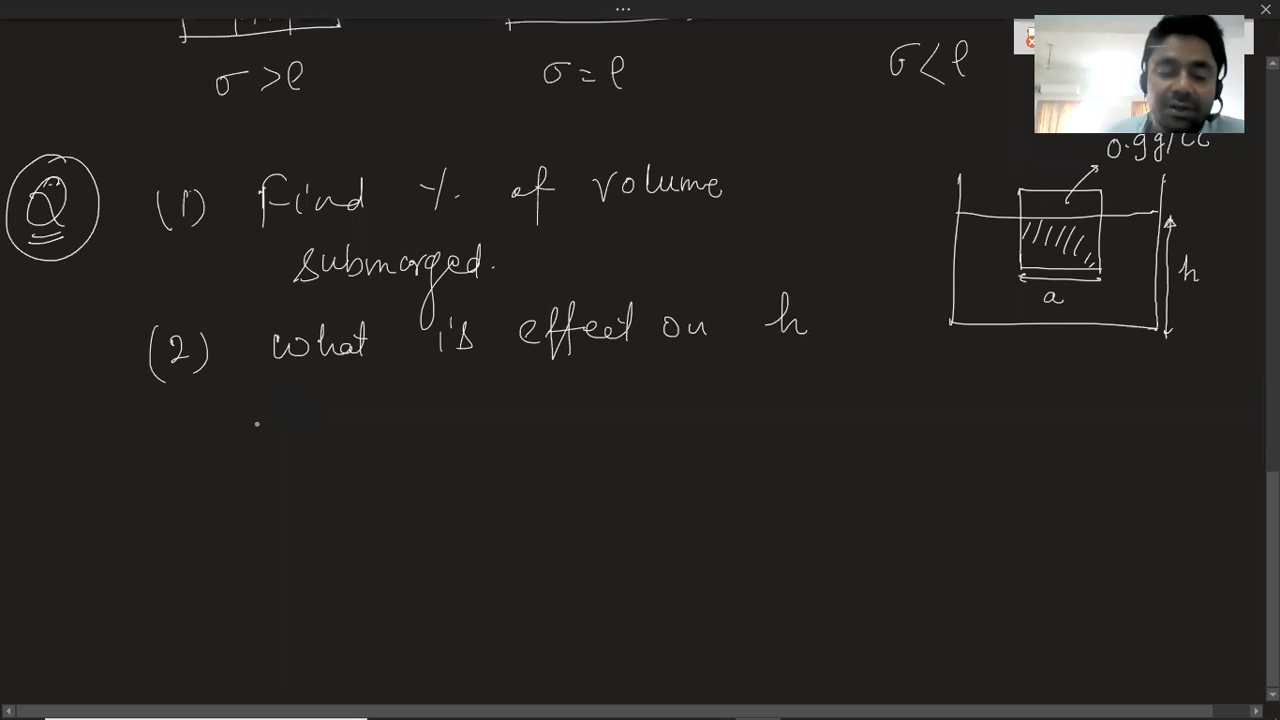 σ > ρ σ = ρ σ < ρ
0.9g/cc
Q (1) Find % of volume
submerged.
(2) What is effect on h
a
h